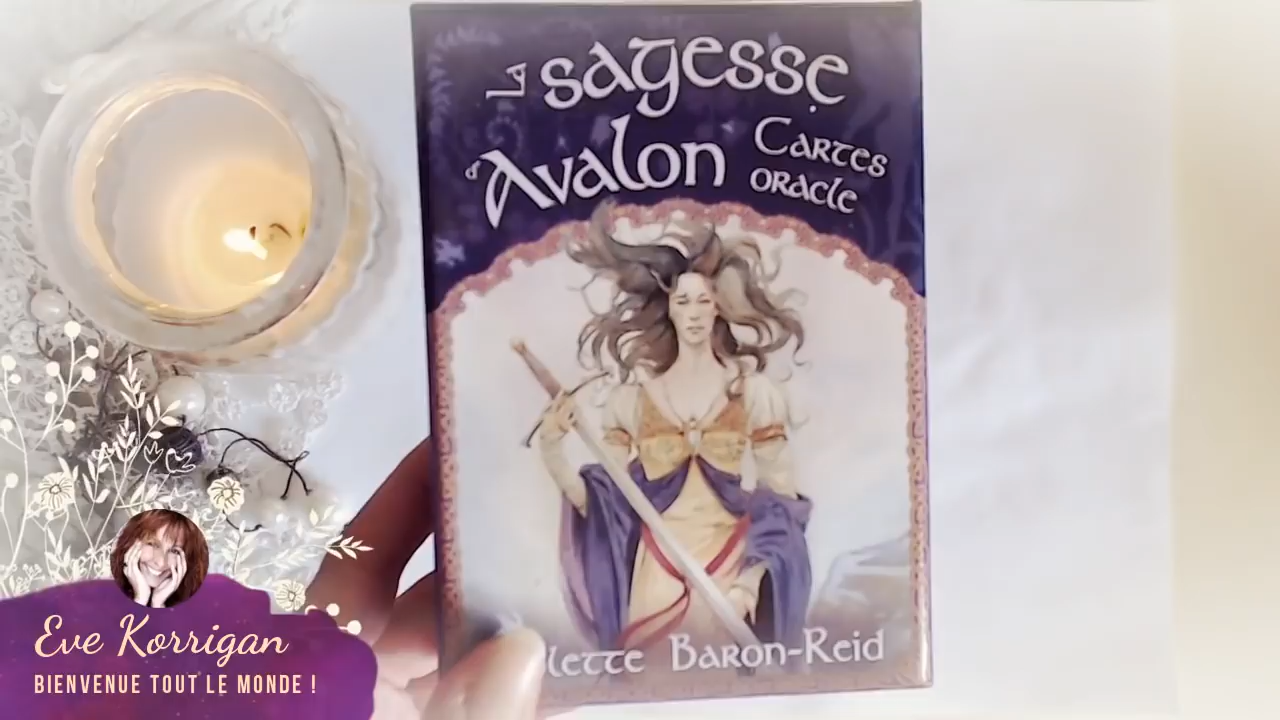 La sagesse
d'Avalon
Cartes
oracle
lette Baron-Reid
Eve Korrigan
BIENVENUE TOUT LE MONDE !